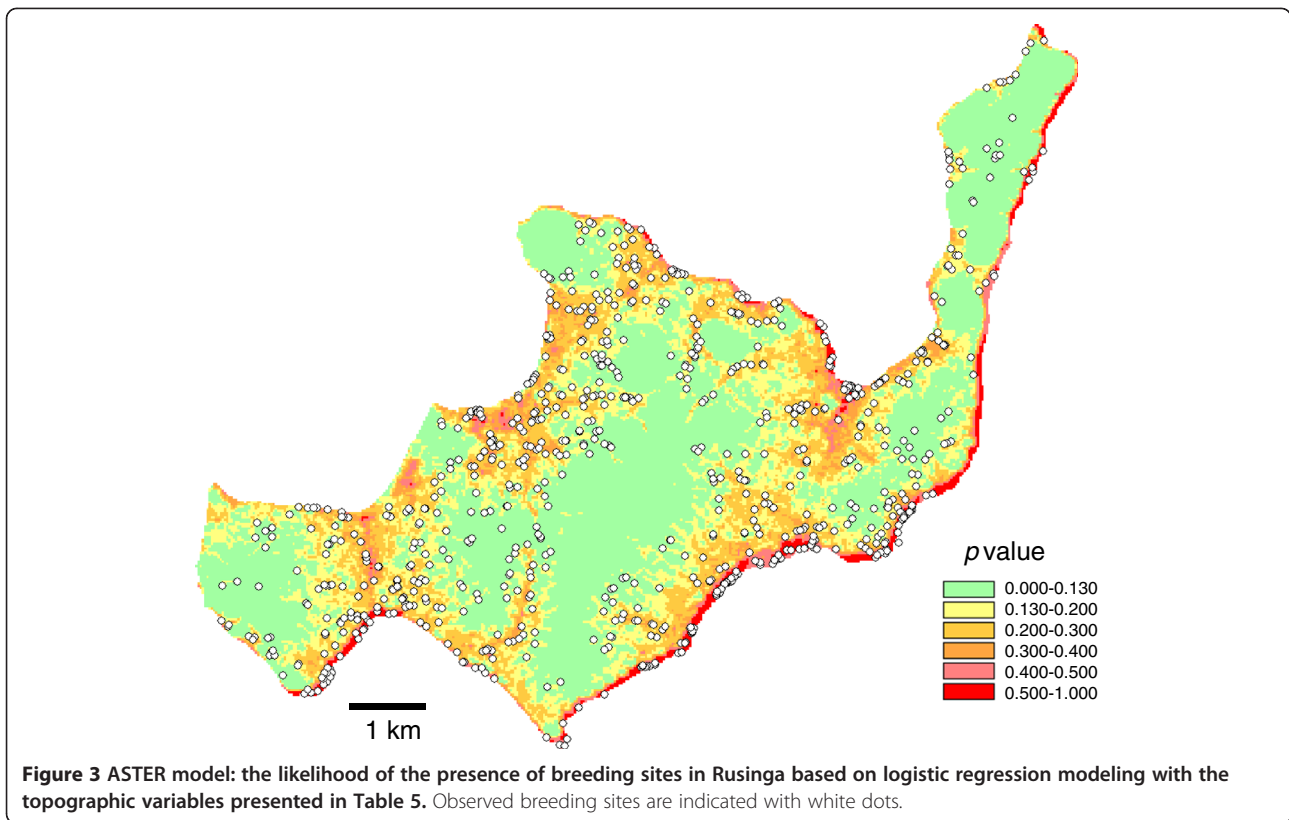 p value
0.000-0.130
0.130-0.200
0.200-0.300
0.300-0.400
0.400-0.500
0.500-1.000
1 km
Figure 3 ASTER model: the likelihood of the presence of breeding sites in Rusinga based on logistic regression modeling with the
topographic variables presented in Table 5. Observed breeding sites are indicated with white dots.